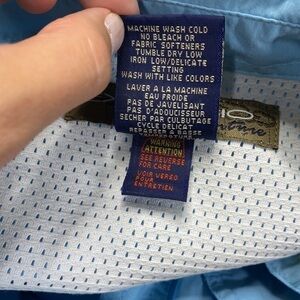 MACHINE WASH COLD
NO BLEACH OR
FABRIC SOFTENERS
TUMBLE DRY LOW
IRON LOW/DELICATE
SETTING
WASH WITH LIKE COLORS
LAVER A LA MACHINE
EAU FROIDE
PAS DE JAVELISANT
PAS D'ADOUCISSEUR
SECHER PAR CULBUTAGE
CYCLE DELICAT
REPASSER A BASSE
WARNING
ATTENTION
SEE REVERSE
FOR CARE
VOIR VERSO
POUR
ENTRETIEN